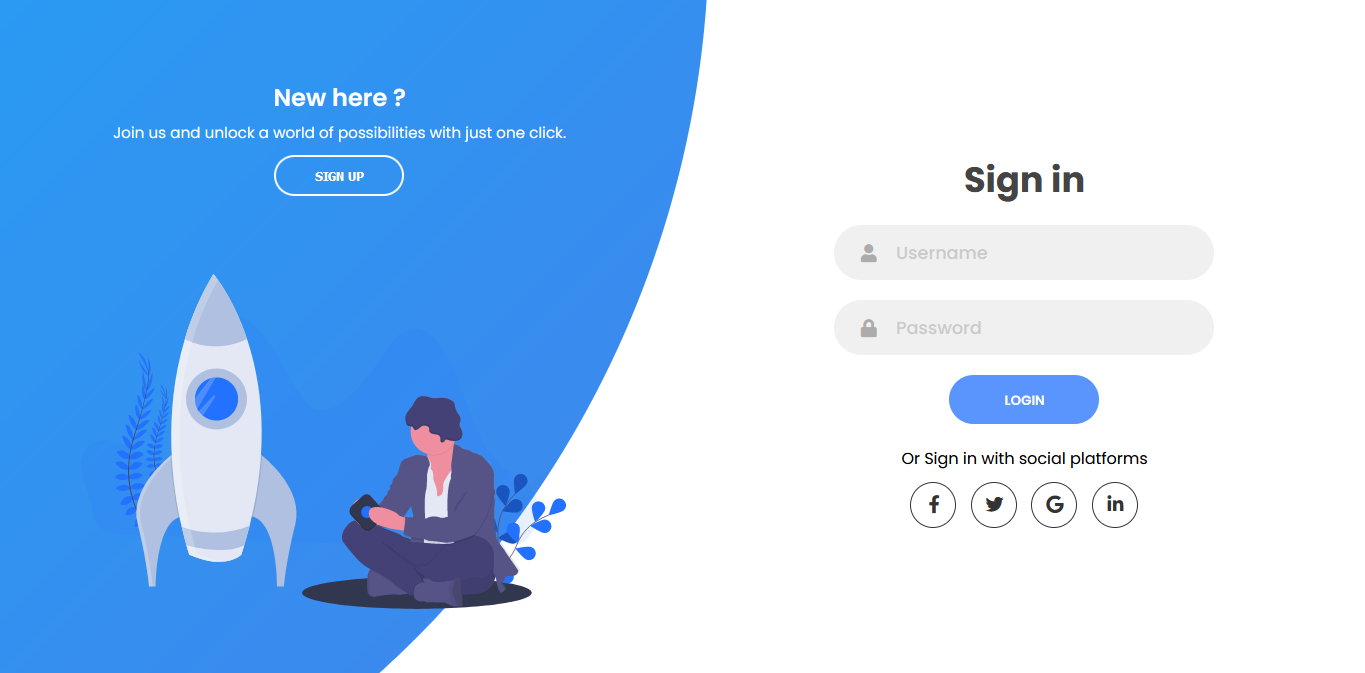 New here ?
Join us and unlock a world of possibilities with just one click.
SIGN UP
Sign in
Username
Password
LOGIN
Or Sign in with social platforms